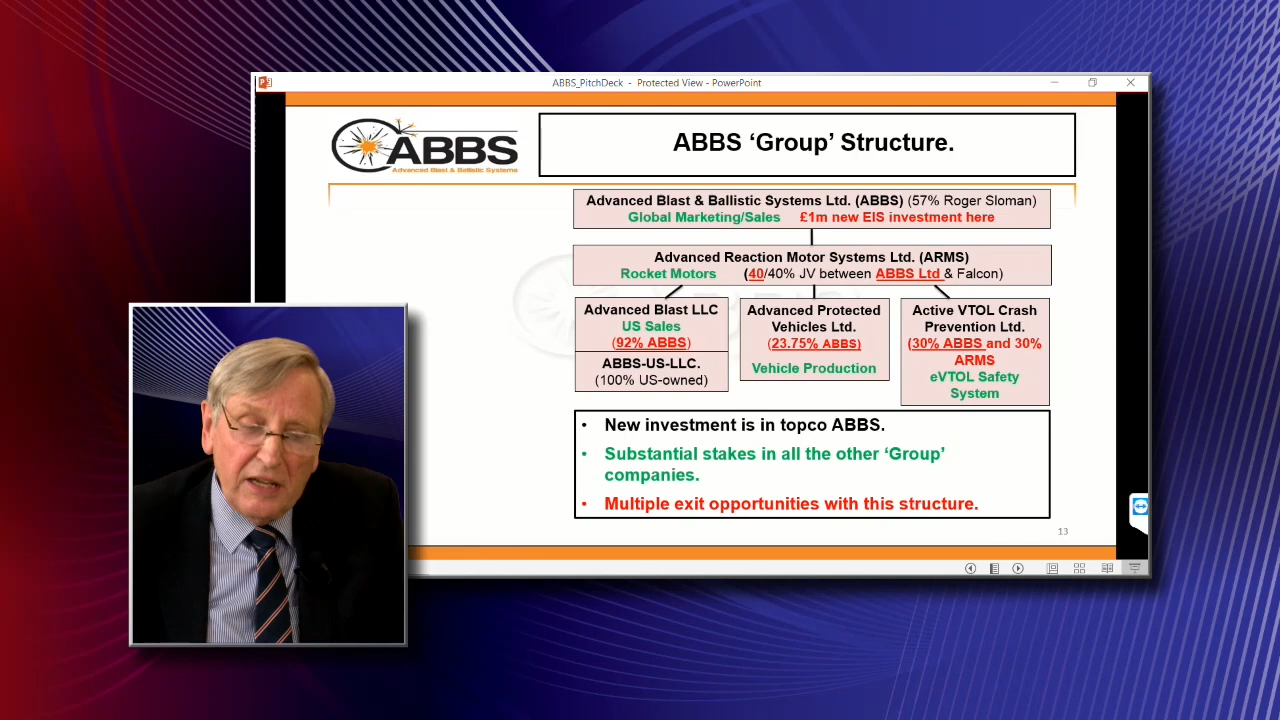 ABBS_PitchDeck - Protected View - PowerPoint
ABBS
Advanced Blast & Ballistic Systems
ABBS ‘Group’ Structure.
Advanced Blast & Ballistic Systems Ltd. (ABBS) (57% Roger Sloman)
Global Marketing/Sales £1m new EIS investment here
Advanced Reaction Motor Systems Ltd. (ARMS)
Rocket Motors (40/40% JV between ABBS Ltd & Falcon)
Advanced Blast LLC
US Sales
(92% ABBS)
ABBS-US-LLC.
(100% US-owned)
Advanced Protected
Vehicles Ltd.
(23.75% ABBS)
Vehicle Production
Active VTOL Crash
Prevention Ltd.
(30% ABBS and 30%
ARMS
eVTOL Safety
System
• New investment is in topco ABBS.
• Substantial stakes in all the other ‘Group’
companies.
• Multiple exit opportunities with this structure.
13